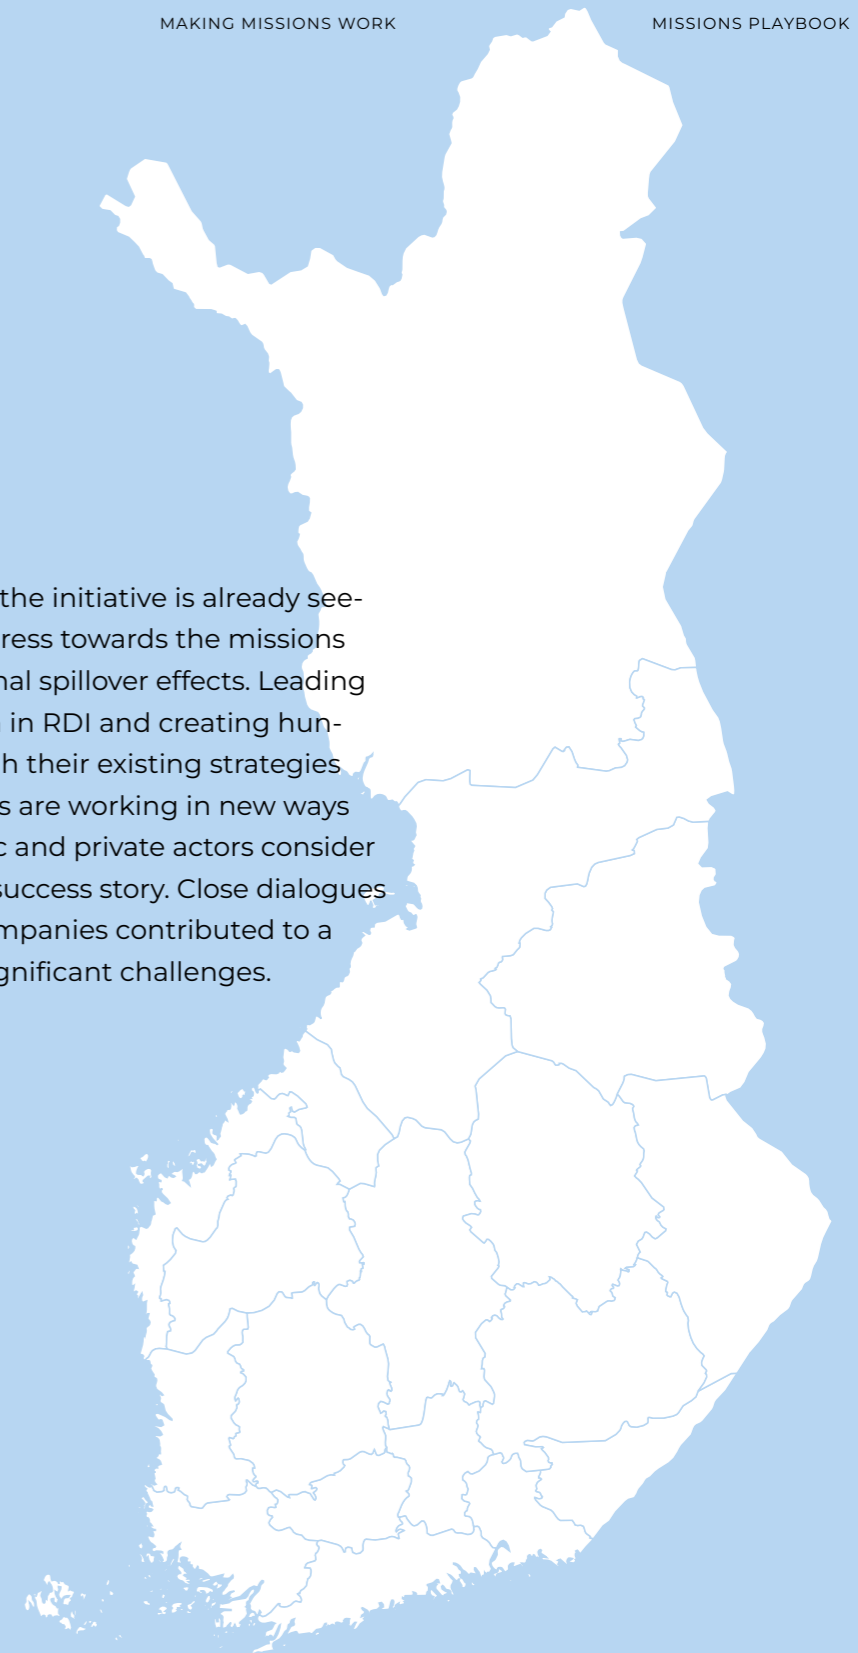 MAKING MISSIONS WORK
MISSIONS PLAYBOOK
the initiative is already see-
ress towards the missions
nal spillover effects. Leading
in RDI and creating hun-
h their existing strategies
s are working in new ways
c and private actors consider
success story. Close dialogues
mpanies contributed to a
gnificant challenges.